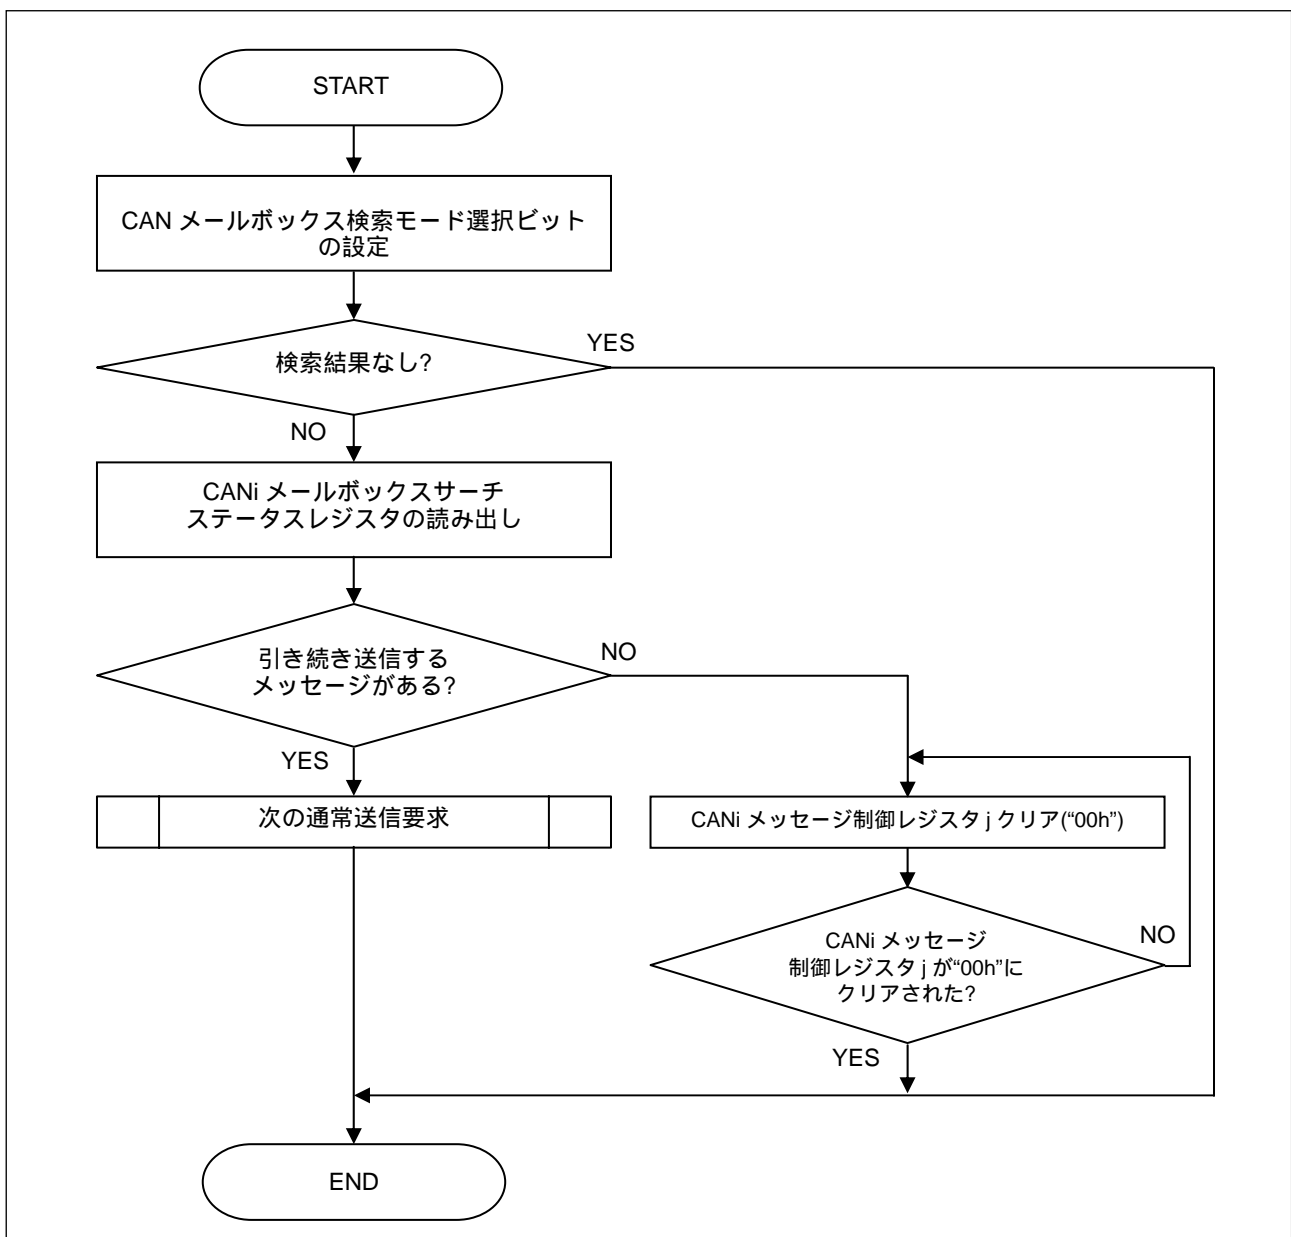 START
CAN メールボックス検索モード選択ビット
の設定
検索結果なし?
YES
NO
CANi メールボックスサーチ
ステータスレジスタの読み出し
引き続き送信する
メッセージがある?
NO
YES
次の通常送信要求
CANi メッセージ制御レジスタ j クリア(“00h”)
CANi メッセージ
制御レジスタ j が“00h”に
クリアされた?
NO
YES
END